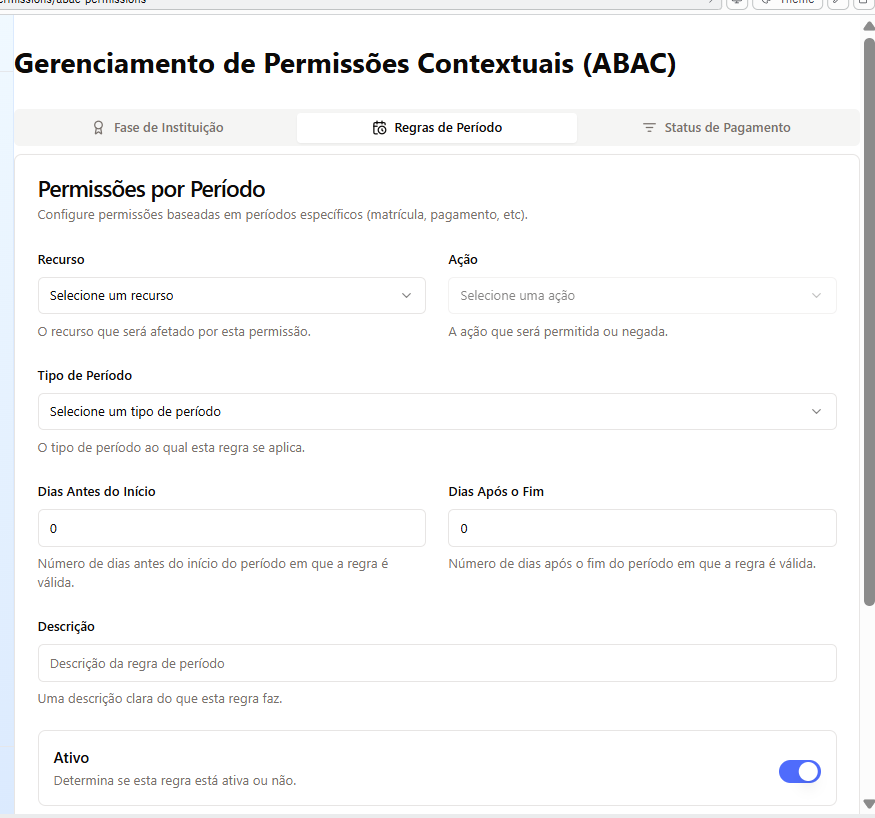 Gerenciamento de Permissões Contextuais (ABAC)
Fase de Instituição
Regras de Período
Status de Pagamento
Permissões por Período
Configure permissões baseadas em períodos específicos (matrícula, pagamento, etc).
Recurso
Ação
Selecione um recurso
Selecione uma ação
O recurso que será afetado por esta permissão.
A ação que será permitida ou negada.
Tipo de Período
Selecione um tipo de período
O tipo de período ao qual esta regra se aplica.
Dias Antes do Início
Dias Após o Fim
0
0
Número de dias antes do início do período em que a regra é
válida.
Número de dias após o fim do período em que a regra é válida.
Descrição
Descrição da regra de período
Uma descrição clara do que esta regra faz.
Ativo
Determina se esta regra está ativa ou não.